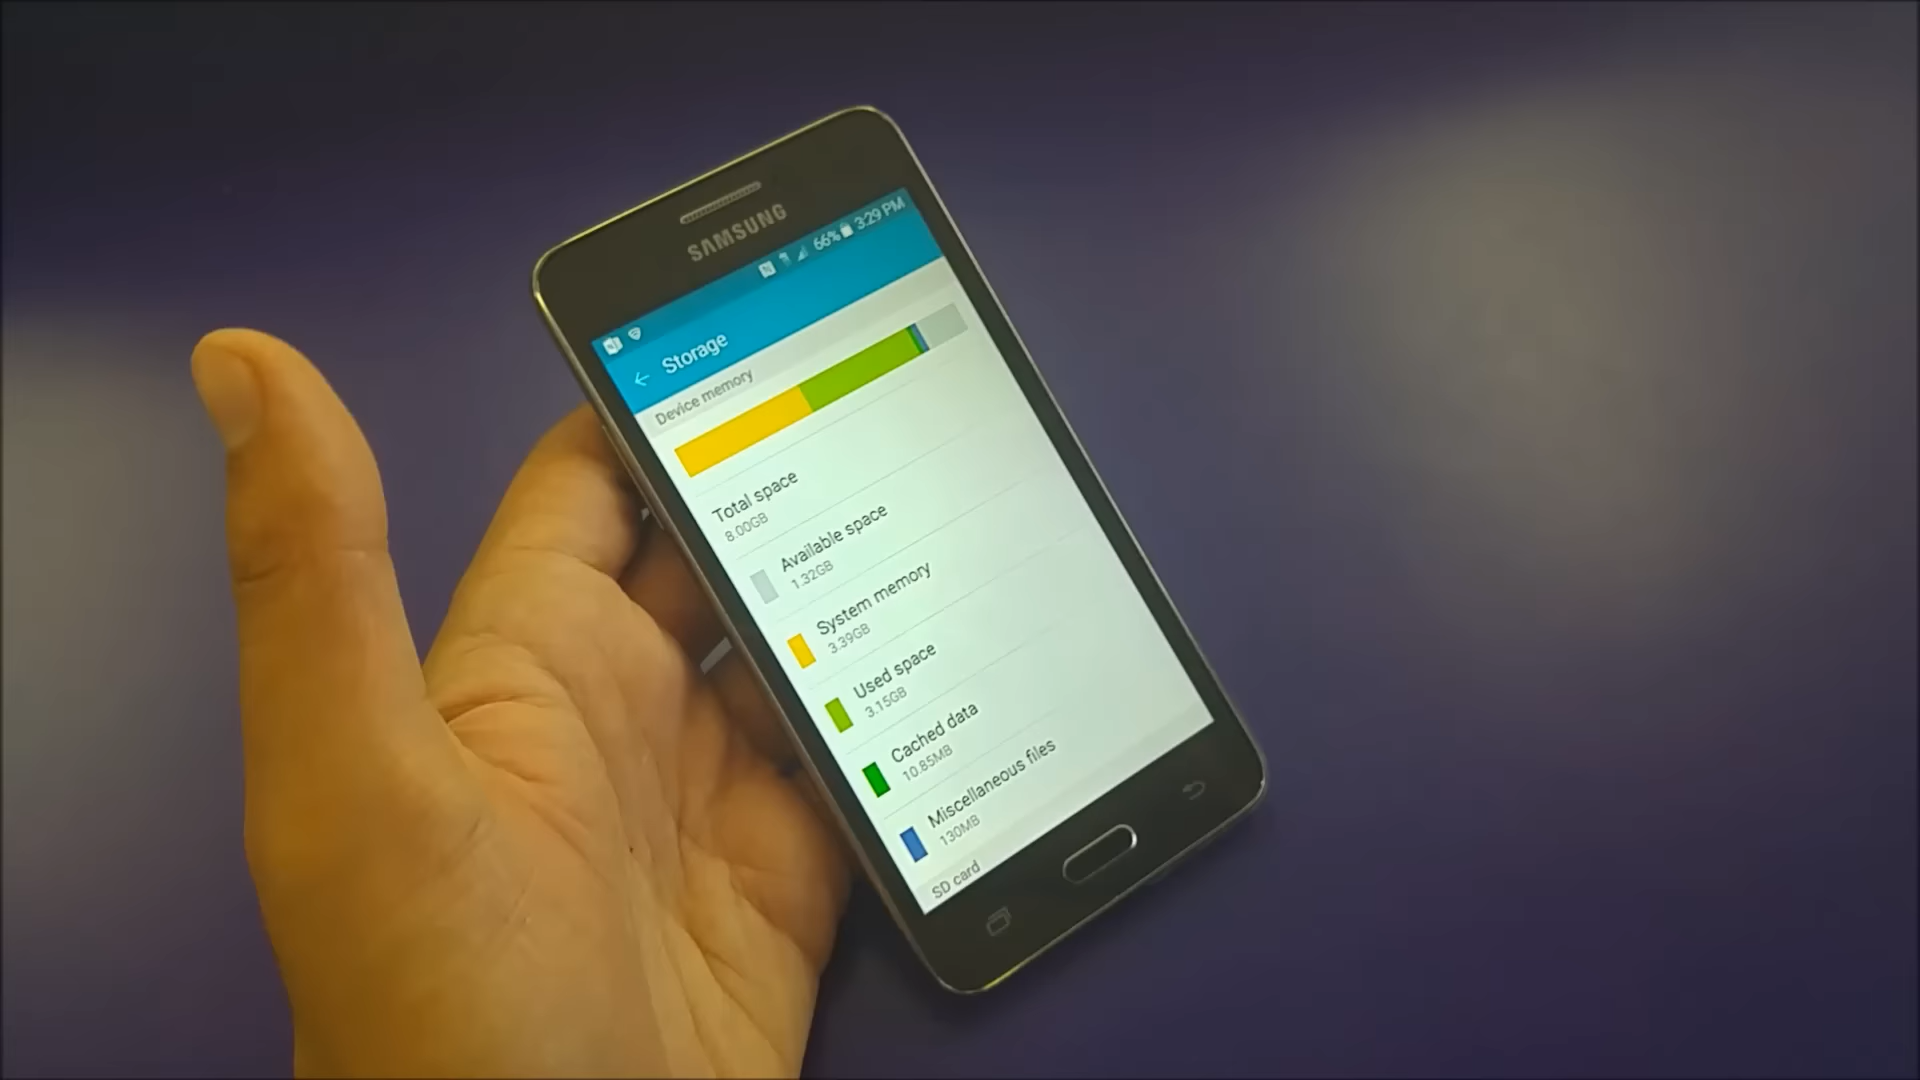 SAMSUNG
66% 3:29 PM
Storage
Device memory
Total space
8.00GB
Available space
1.32GB
System memory
3.39GB
Used space
3.15GB
Cached data
10.85MB
Miscellaneous files
130MB
SD card